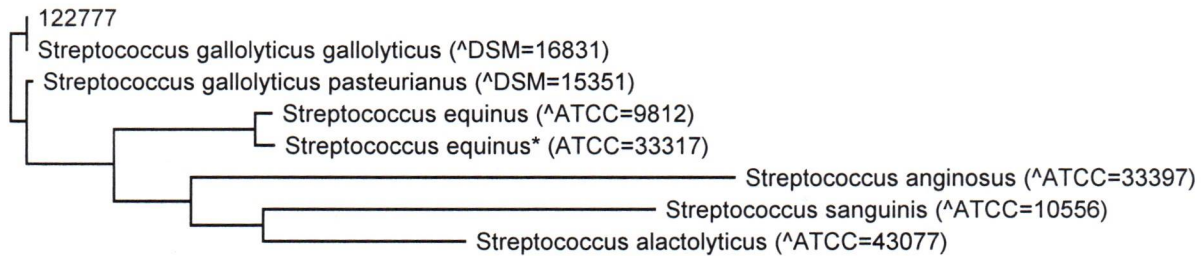 122777
Streptococcus gallolyticus gallolyticus (^DSM=16831)
Streptococcus gallolyticus pasteurianus (^DSM=15351)
Streptococcus equinus (^ATCC=9812)
Streptococcus equinus* (ATCC=33317)
Streptococcus anginosus (^ATCC=33397)
Streptococcus sanguinis (^ATCC=10556)
Streptococcus alactolyticus (^ATCC=43077)